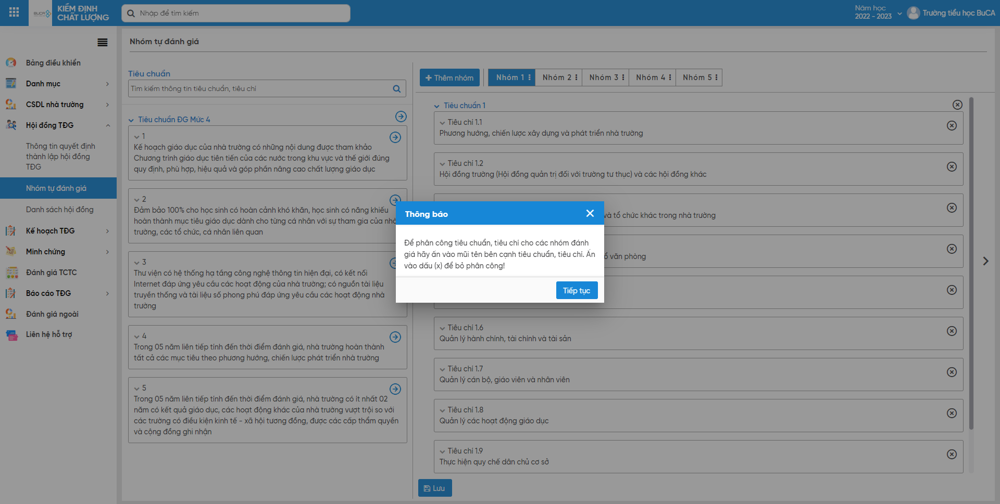 BUCA
KIỂM ĐỊNH
CHẤT LƯỢNG
Nhập để tìm kiếm
Năm học
2022 - 2023
Trường tiểu học BuCA
Bảng điều khiển
Danh mục
CSDL nhà trường
Hội đồng TĐG
Thông tin quyết định
thành lập hội đồng
TĐG
Nhóm tự đánh giá
Danh sách hội đồng
Kế hoạch TĐG
Minh chứng
Đánh giá TCTC
Báo cáo TĐG
Đánh giá ngoài
Liên hệ hỗ trợ
Nhóm tự đánh giá
Tiêu chuẩn
Tìm kiếm thông tin tiêu chuẩn, tiêu chí
Tiêu chuẩn ĐG Mức 4
1
Kế hoạch giáo dục của nhà trường có những nội dung được tham khảo
Chương trình giáo dục tiên tiến của các nước trong khu vực và thế giới đúng
quy định, phù hợp, hiệu quả và góp phần nâng cao chất lượng giáo dục
2
Đảm bảo 100% cho học sinh có hoàn cảnh khó khăn, học sinh có năng khiếu
hoàn thành mục tiêu giáo dục dành cho từng cá nhân với sự tham gia của nhà
trường, các tổ chức, cá nhân liên quan
3
Thư viện có hệ thống hạ tầng công nghệ thông tin hiện đại, có kết nối
Internet đáp ứng yêu cầu các hoạt động của nhà trường; có nguồn tài liệu
truyền thống và tài liệu số phong phú đáp ứng yêu cầu các hoạt động nhà
trường
4
Trong 05 năm liên tiếp tính đến thời điểm đánh giá, nhà trường hoàn thành
tất cả các mục tiêu theo phương hướng, chiến lược phát triển nhà trường
5
Trong 05 năm liên tiếp tính đến thời điểm đánh giá, nhà trường có ít nhất 02
năm có kết quả giáo dục, các hoạt động khác của nhà trường vượt trội so với
các trường có điều kiện kinh tế - xã hội tương đồng, được các cấp thẩm quyền
và cộng đồng ghi nhận
Thêm nhóm
Nhóm 1
Nhóm 2
Nhóm 3
Nhóm 4
Nhóm 5
Tiêu chuẩn 1
Tiêu chí 1.1
Phương hướng, chiến lược xây dựng và phát triển nhà trường
Tiêu chí 1.2
Hội đồng trường (Hội đồng quản trị đối với trường tư thục) và các hội đồng khác
và tổ chức khác trong nhà trường
văn phòng
Tiêu chí 1.6
Quản lý hành chính, tài chính và tài sản
Tiêu chí 1.7
Quản lý cán bộ, giáo viên và nhân viên
Tiêu chí 1.8
Quản lý các hoạt động giáo dục
Tiêu chí 1.9
Thực hiện quy chế dân chủ cơ sở
Lưu
Thông báo
Để phân công tiêu chuẩn, tiêu chí cho các nhóm đánh
giá hãy ấn vào mũi tên bên cạnh tiêu chuẩn, tiêu chí. Ấn
vào dấu (x) để bỏ phân công!
Tiếp tục